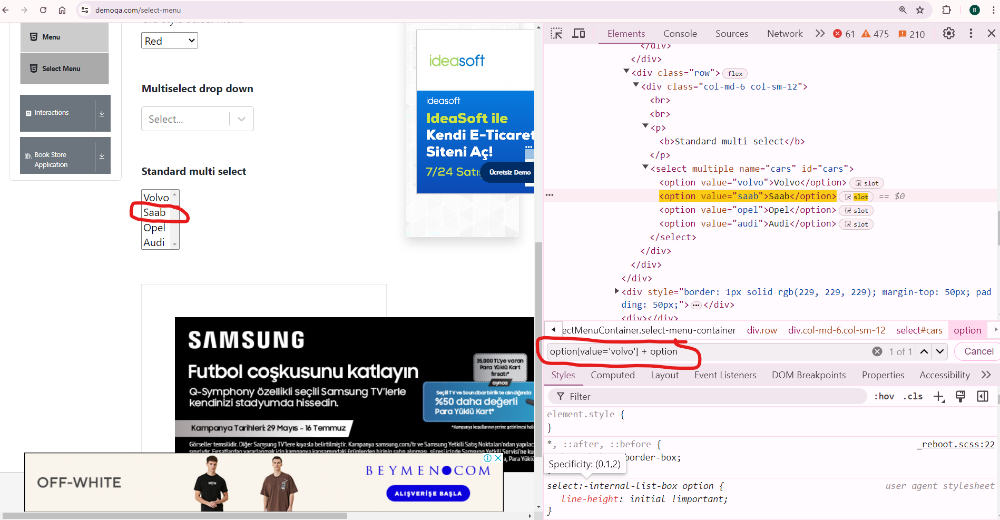 demoqa.com/select-menu
B
Menu
Select Menu
Interactions
Book Store
Application
Red
Multiselect drop down
Select...
Standard multi select
Volvo
Saab
Opel
Audi
ideasoft
ideasoft
IdeaSoft ile
Kendi E-Ticaret
Siteni Aç!
7/24 Satış
Ücretsiz Demo
SAMSUNG
Futbol coşkusunu katlayın
Q-Symphony özellikli seçili Samsung TV'lerle
kendinizi stadyumda hissedin.
Kampanya Tarihleri: 29 Mayıs - 16 Temmuz
35.000 TL'ye varan
Para Yüklü Kart
fırsatı*
ayrıca
Seçili TV ve Soundbar birlikte alındığında
%50 daha değerli
Para Yüklü Kart*
*Kampanya koşullarının yerine getirilmesi hali
Görseller temsilidir. Diğer Samsung TV'lere kıyasla belirtilmiştir. Kampanya samsung.com/tr ve Samsung Yetkili Satış Noktaları'ndan yapılaca
OFF-WHITE
BEYMEN COM
ALIŞVERİŞE BAŞLA
Elements Console Sources Network 61 475 210
</div>
</div>
<div class="row"> flex
<div class="col-md-6 col-sm-12">
<br>
<br>
<p>
<b>Standard multi select</b>
</p>
<select multiple name="cars" id="cars">
<option value="volvo">Volvo</option> slot
<option value="saab">Saab</option> slot == $0
<option value="opel">Opel</option> slot
<option value="audi">Audi</option> slot
</select>
</div>
</div>
</div>
<div style="border: 1px solid rgb(229, 229, 229); margin-top: 50px; pad
ding: 50px;"> ••• </div>
<div></div>
ectMenuContainer.select-menu-container div.row div.col-md-6.col-sm-12 select#cars option
option[value='volvo'] + option 1 of 1 Cancel
Styles Computed Layout Event Listeners DOM Breakpoints Properties Accessibility
Filter :hov .cls
element.style {
}
*, ::after, ::before { _reboot.scss:22
border-box;
Specificity: (0,1,2)
select:-internal-list-box option { user agent stylesheet
line-height: initial !important;
}